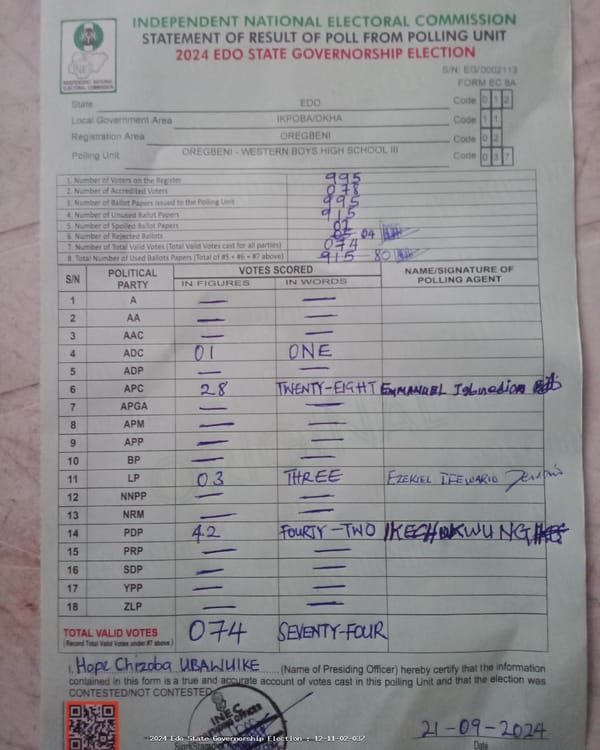 INDEPENDENT NATIONAL ELECTORAL COMMISSION
STATEMENT OF RESULT OF POLL FROM POLLING UNIT
2024 EDO STATE GOVERNORSHIP ELECTION
INDEPENDENT NATIONAL ELECTORAL COMMISSION
S/N: EG/0002113
FORM EC 8A
State EDO Code 0 1 2
Local Government Area IKPOBA/OKHA Code 1 1
Registration Area OREGBENI Code 0 2
Polling Unit OREGBENI - WESTERN BOYS HIGH SCHOOL III Code 0 3 7
1. Number of Voters on the Register 995
2. Number of Accredited Voters 078
3. Number of Ballot Papers Issued to the Polling Unit 995
4. Number of Unused Ballot Papers 915
5. Number of Spoiled Ballot Papers 02
6. Number of Rejected Ballots 04
7. Number of Total Valid Votes (Total Valid Votes cast for all parties) 074
8. Total Number of Used Ballots Papers (Total of #5 + #6 + #7 above) 915 80
S/N POLITICAL PARTY VOTES SCORED NAME/SIGNATURE OF POLLING AGENT
IN FIGURES IN WORDS
1 A — —
2 AA — —
3 AAC — —
4 ADC 01 ONE
5 ADP — —
6 APC 28 TWENTY-EIGHT EMMANUEL
7 APGA — —
8 APM — —
9 APP — —
10 BP — —
11 LP 03 THREE EZEKIEL
12 NNPP — —
13 NRM — —
14 PDP 42 FOURTY-TWO
15 PRP — —
16 SDP — —
17 YPP — —
18 ZLP — —
TOTAL VALID VOTES 074 SEVENTY-FOUR
(Record Total Valid Votes under #7 above)
I, Hope Chizoba UBAWUIKE (Name of Presiding Officer) hereby certify that the information
contained in this form is a true and accurate account of votes cast in this polling Unit and that the election was
CONTESTED/NOT CONTESTED
INEC
21-09-2024
2024 Edo State Governorship Election : 12-11-02-037
Date